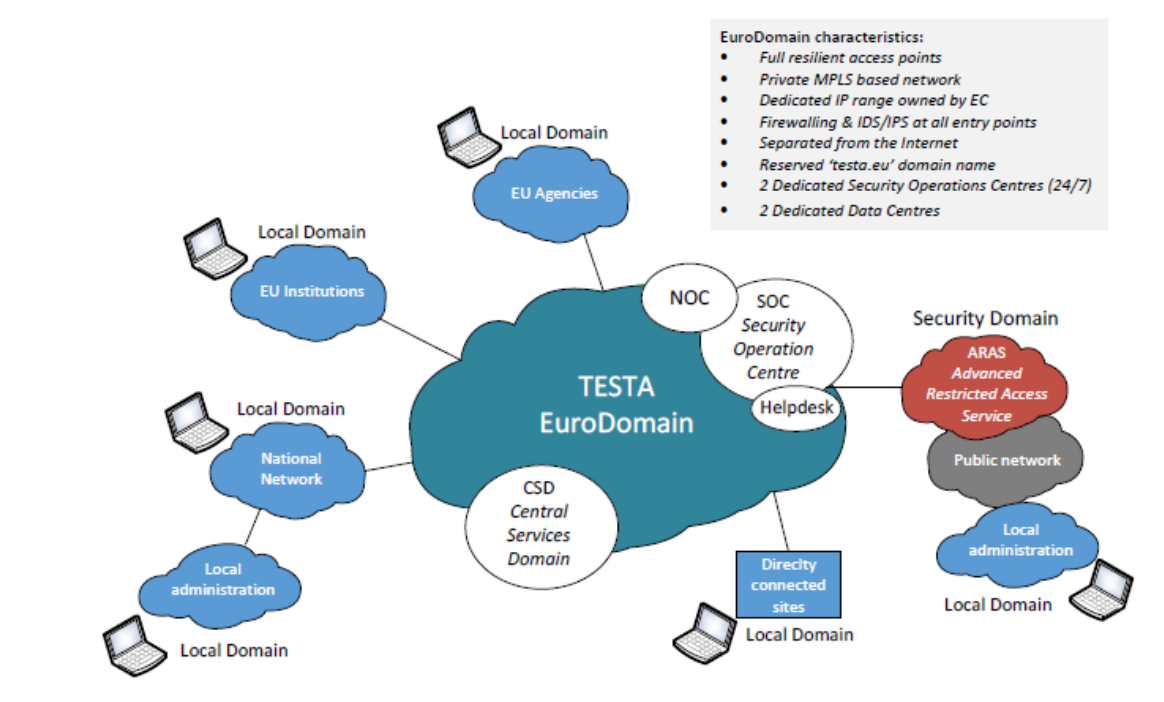 EuroDomain characteristics:
• Full resilient access points
• Private MPLS based network
• Dedicated IP range owned by EC
• Firewalling & IDS/IPS at all entry points
• Separated from the Internet
• Reserved ‘testa.eu’ domain name
• 2 Dedicated Security Operations Centres (24/7)
• 2 Dedicated Data Centres
Local Domain
EU Agencies
Local Domain
EU Institutions
NOC
SOC
Security
Operation
Centre
Helpdesk
Security Domain
ARAS
Advanced
Restricted Access
Service
Public network
Local
administration
Local Domain
TESTA
EuroDomain
Local Domain
National
Network
CSD
Central
Services
Domain
Local
administration
Local Domain
Direclty
connected
sites
Local Domain